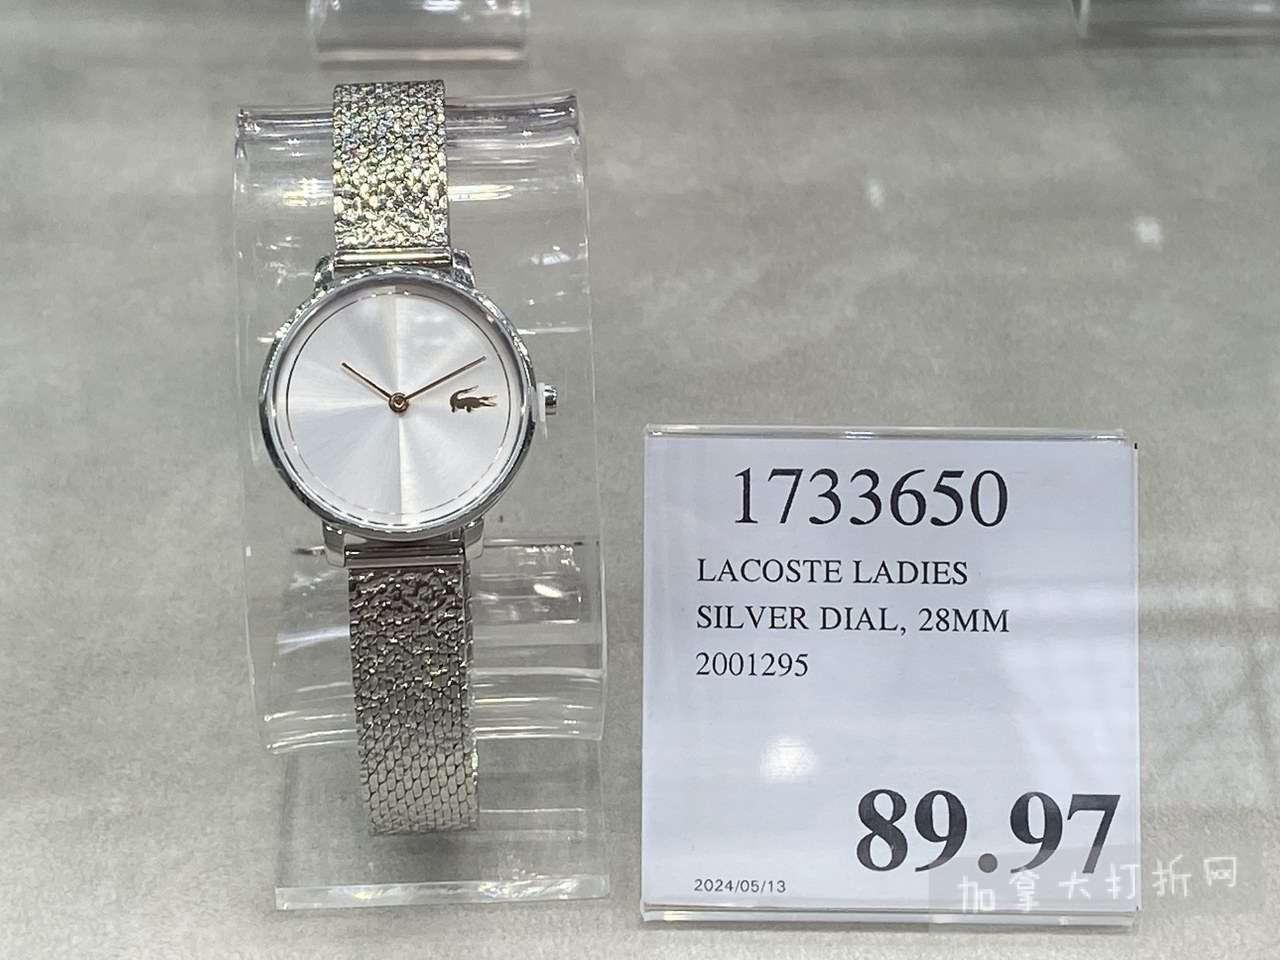 1733650
LACOSTE LADIES
SILVER DIAL, 28MM
2001295
89.97
2024/05/13
加拿大打折网